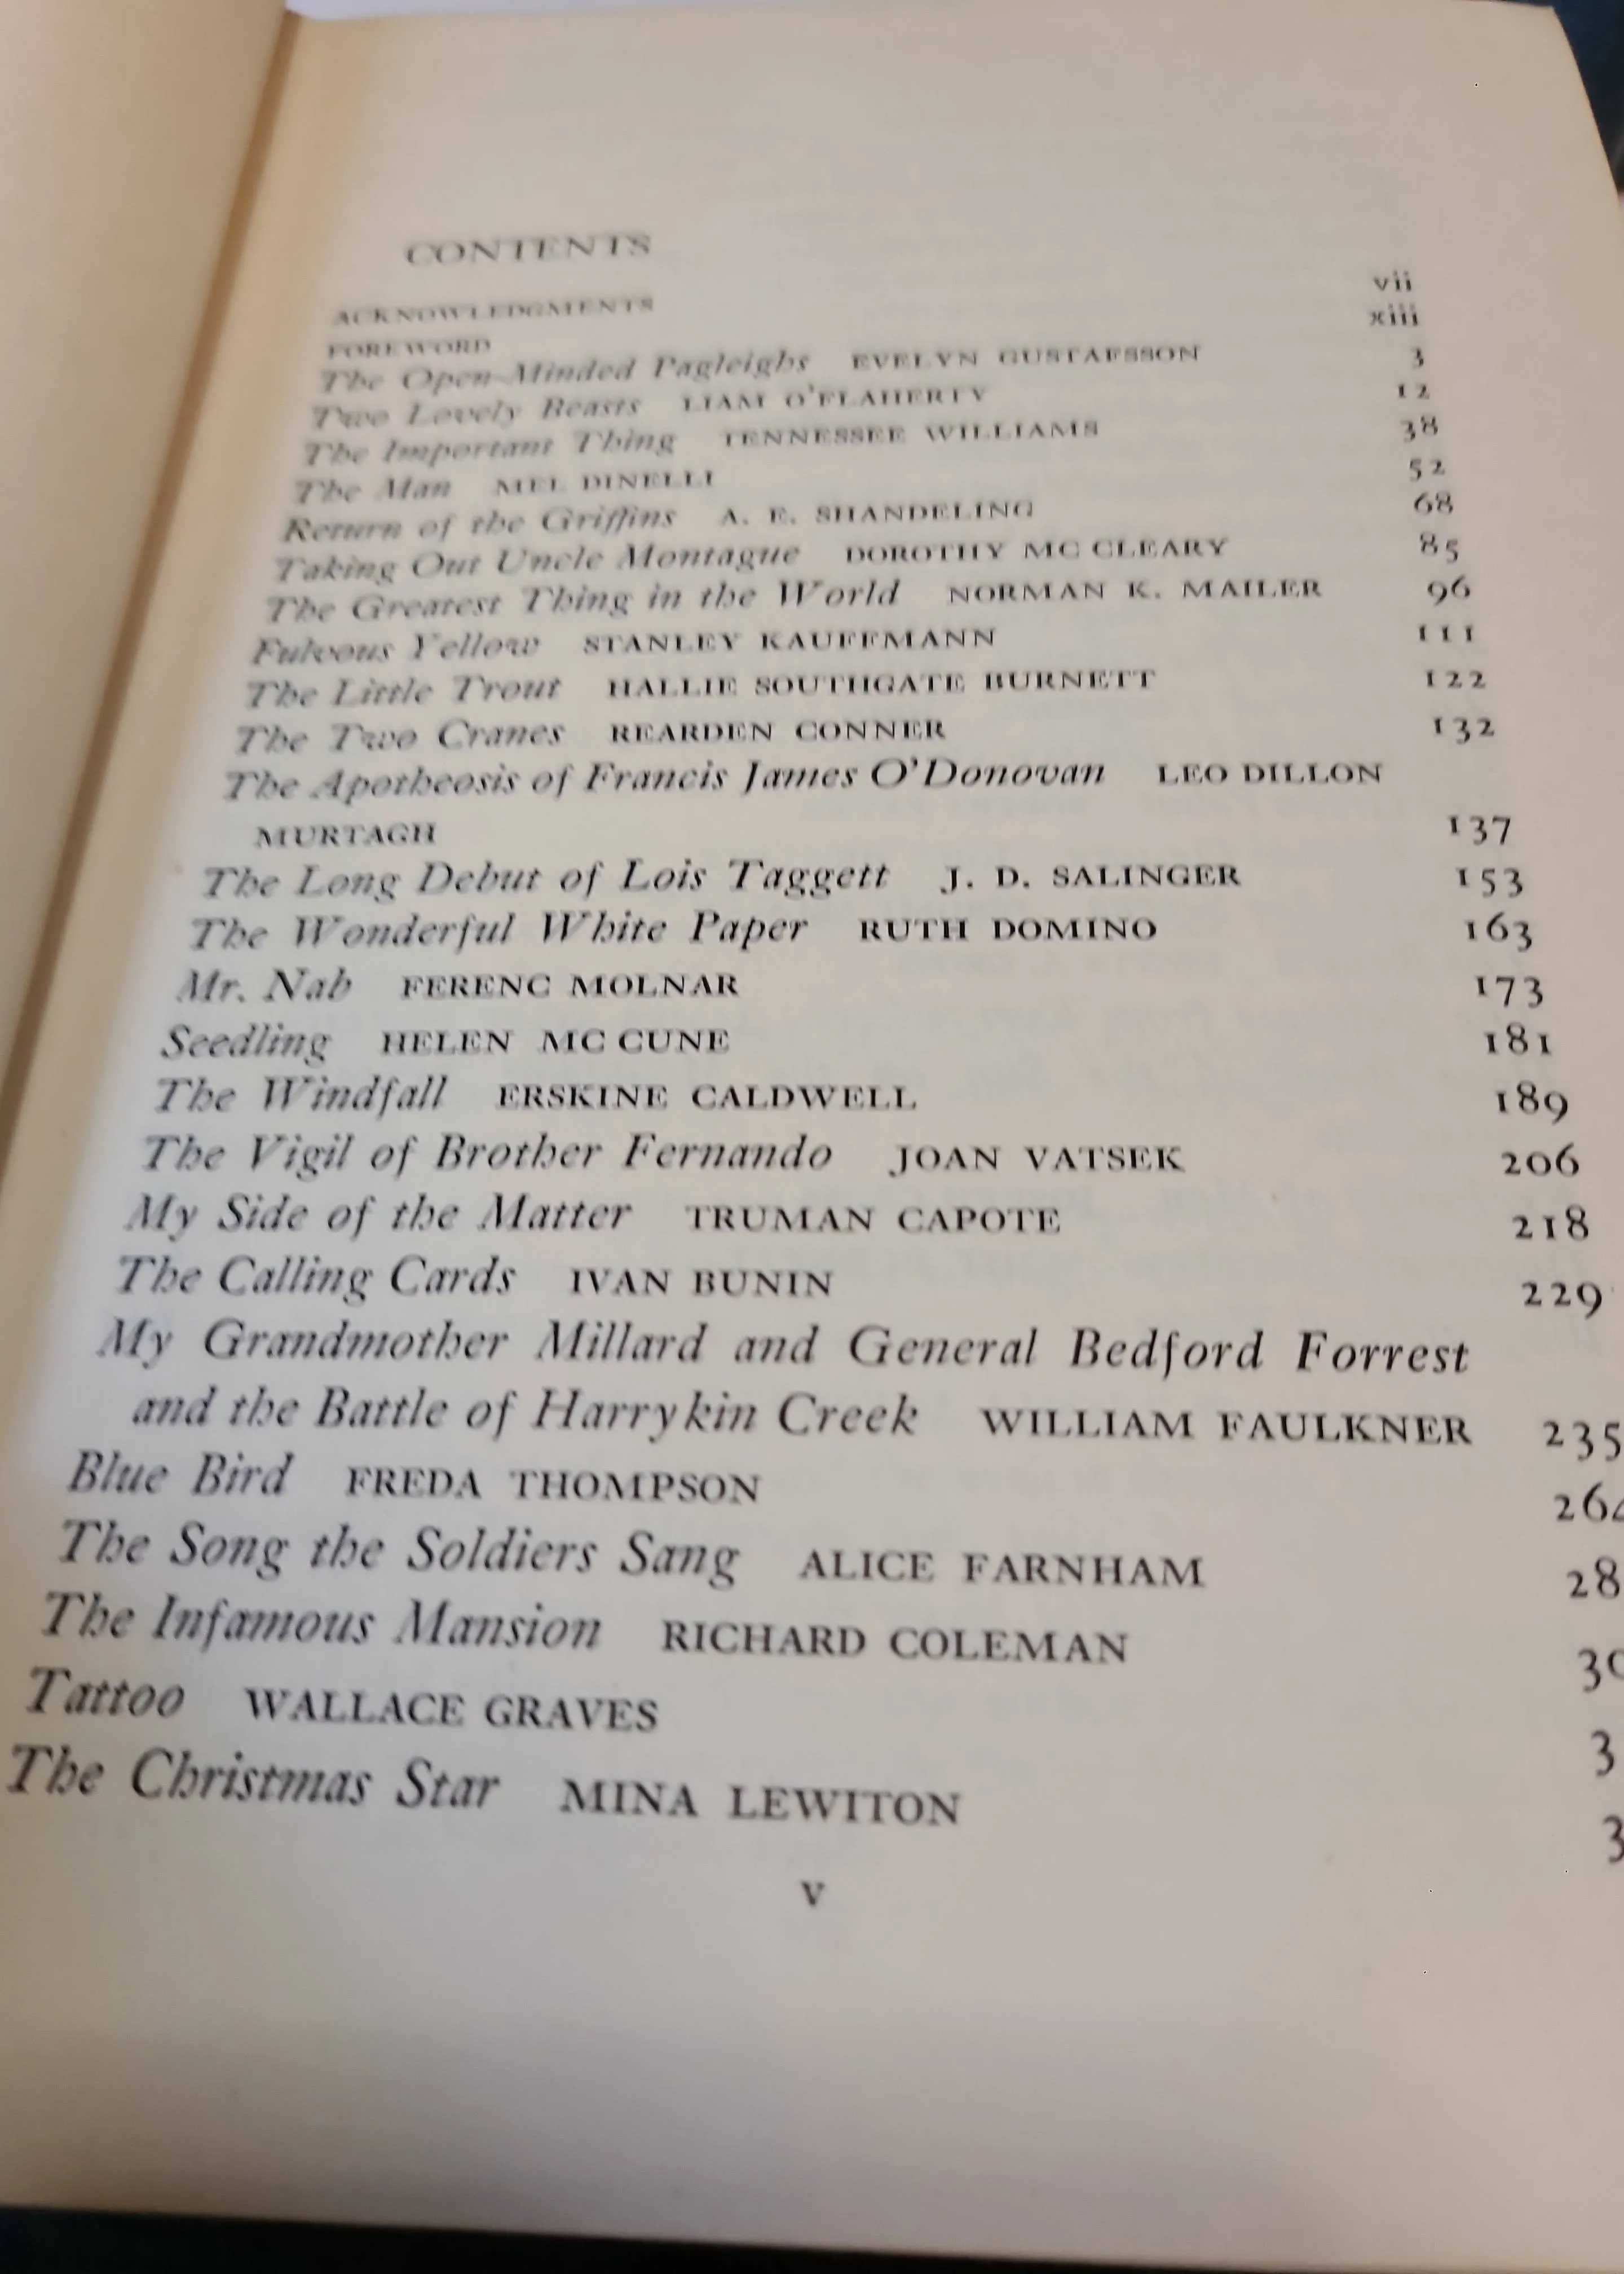 CONTENTS
ACKNOWLEDGMENTS vii
FOREWORD xiii
The Open-Minded Pagleighs EVELYN GUSTAFSSON 3
Two Lovely Beasts LIAM O'FLAHERTY 12
The Important Thing TENNESSEE WILLIAMS 38
The Man MEL DINELLI 52
Return of the Griffins A. E. SHANDELING 68
Taking Out Uncle Montague DOROTHY MC CLEARY 85
The Greatest Thing in the World NORMAN K. MAILER 96
Fulvous Yellow STANLEY KAUFFMANN 111
The Little Trout HALLIE SOUTHGATE BURNETT 122
The Two Cranes REARDEN CONNER 132
The Apotheosis of Francis James O'Donovan LEO DILLON
MURTAGH 137
The Long Debut of Lois Taggett J. D. SALINGER 153
The Wonderful White Paper RUTH DOMINO 163
Mr. Nab FERENC MOLNAR 173
Seedling HELEN MC CUNE 181
The Windfall ERSKINE CALDWELL 189
The Vigil of Brother Fernando JOAN VATSEK 206
My Side of the Matter TRUMAN CAPOTE 218
The Calling Cards IVAN BUNIN 229
My Grandmother Millard and General Bedford Forrest
and the Battle of Harrykin Creek WILLIAM FAULKNER 235
Blue Bird FREDA THOMPSON 264
The Song the Soldiers Sang ALICE FARNHAM 28
The Infamous Mansion RICHARD COLEMAN 30
Tattoo WALLACE GRAVES 3
The Christmas Star MINA LEWITON 3
v